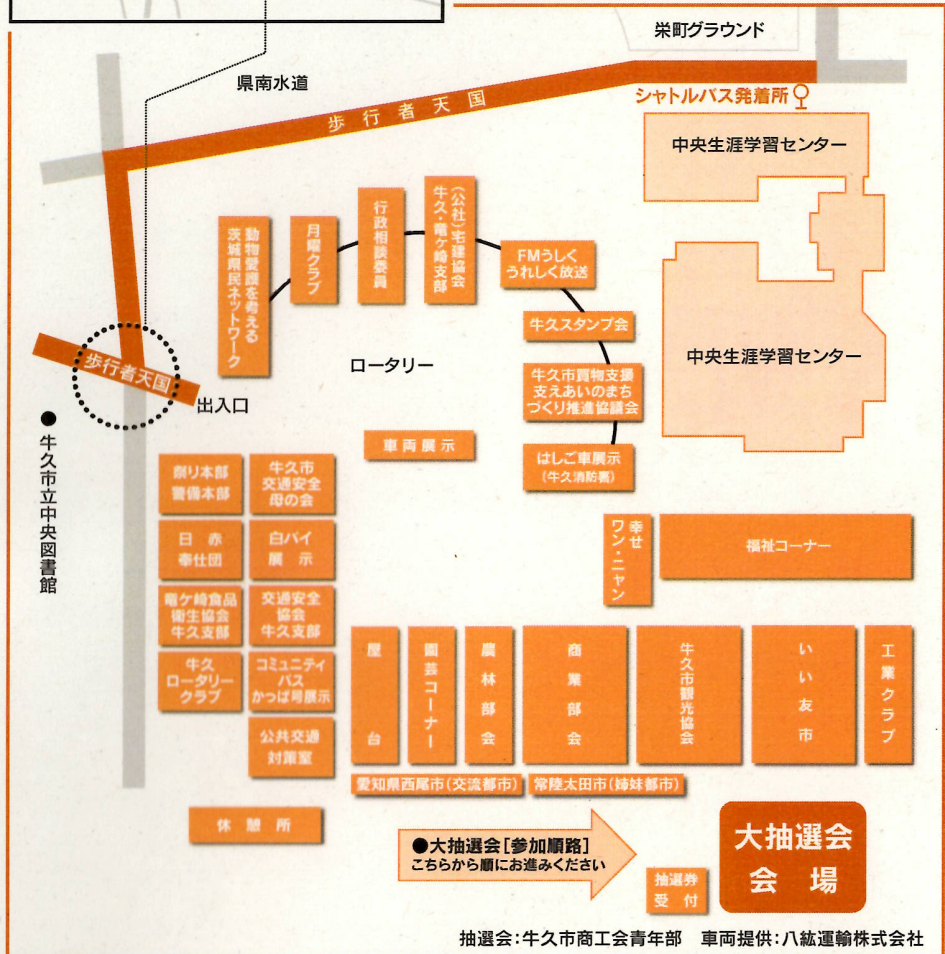 栄町グラウンド
県南水道
歩行者天国
シャトルバス発着所
中央生涯学習センター
動物愛護を考える
茨城県民ネットワーク
月曜クラブ
行政相談委員
(公社)宅建協会
牛久・竜ケ崎支部
FMうしく
うれしく放送
牛久スタンプ会
牛久市買物支援
支えあいのまち
づくり推進協議会
はしご車展示
(牛久消防署)
中央生涯学習センター
ロータリー
歩行者天国
出入口
●牛久市立中央図書館
車両展示
祭り本部
警備本部
牛久市
交通安全
母の会
日赤
奉仕団
白バイ
展示
竜ケ崎食品
衛生協会
牛久支部
交通安全
協会
牛久支部
牛久
ロータリー
クラブ
コミュニティ
バス
かっぱ号展示
公共交通
対策室
休憩所
幸せ
ワン・ニャン
福祉コーナー
屋台
園芸コーナー
農林部会
商業部会
牛久市観光協会
いい友市
工業クラブ
愛知県西尾市(交流都市)
常陸太田市(姉妹都市)
●大抽選会[参加順路]
こちらから順にお進みください
抽選券
受付
大抽選会
会場
抽選会:牛久市商工会青年部 車両提供:八紘運輸株式会社